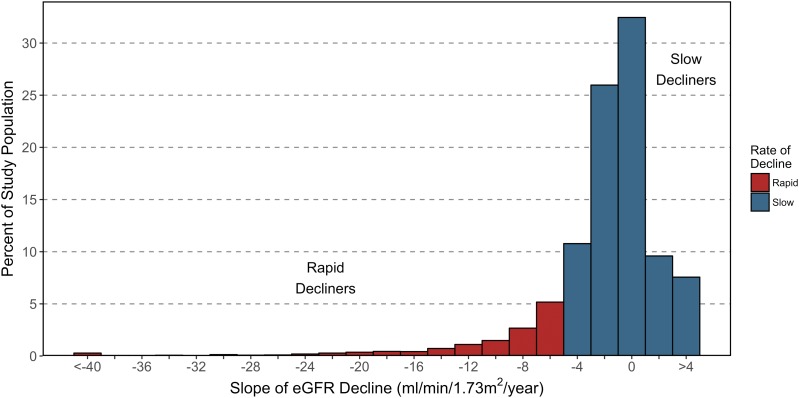 Percent of Study Population
30
25
20
15
10
5
0
Slow
Decliners
Rapid
Decliners
Rate of
Decline
Rapid
Slow
<-40 -36 -32 -28 -24 -20 -16 -12 -8 -4 0 >4
Slope of eGFR Decline (ml/min/1.73m²/year)